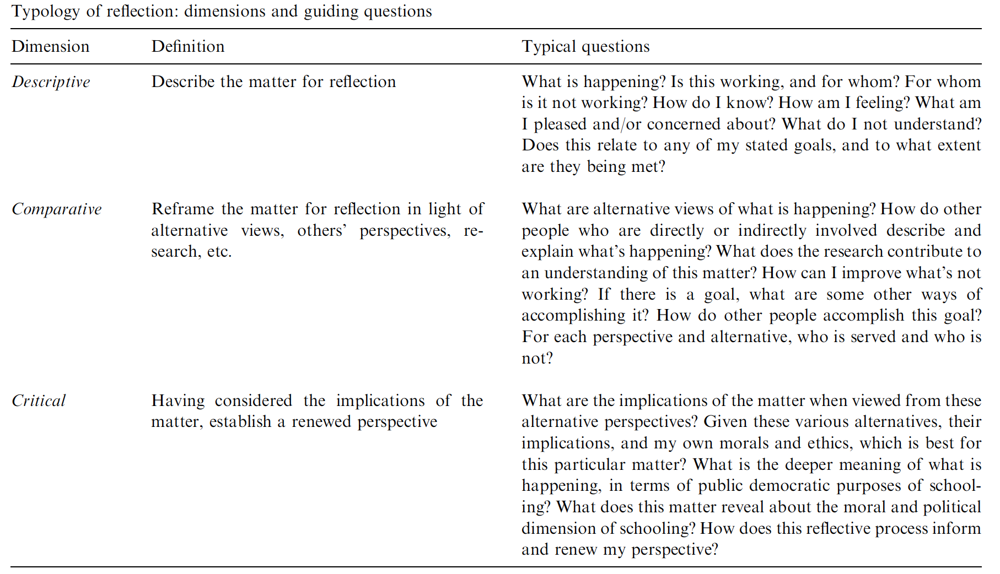 Typology of reflection: dimensions and guiding questions
Dimension Definition Typical questions
Descriptive Describe the matter for reflection What is happening? Is this working, and for whom? For whom
is it not working? How do I know? How am I feeling? What am
I pleased and/or concerned about? What do I not understand?
Does this relate to any of my stated goals, and to what extent
are they being met?
Comparative Reframe the matter for reflection in light of What are alternative views of what is happening? How do other
alternative views, others’ perspectives, re- people who are directly or indirectly involved describe and
search, etc. explain what’s happening? What does the research contribute to
an understanding of this matter? How can I improve what’s not
working? If there is a goal, what are some other ways of
accomplishing it? How do other people accomplish this goal?
For each perspective and alternative, who is served and who is
not?
Critical Having considered the implications of the What are the implications of the matter when viewed from these
matter, establish a renewed perspective alternative perspectives? Given these various alternatives, their
implications, and my own morals and ethics, which is best for
this particular matter? What is the deeper meaning of what is
happening, in terms of public democratic purposes of school-
ing? What does this matter reveal about the moral and political
dimension of schooling? How does this reflective process inform
and renew my perspective?